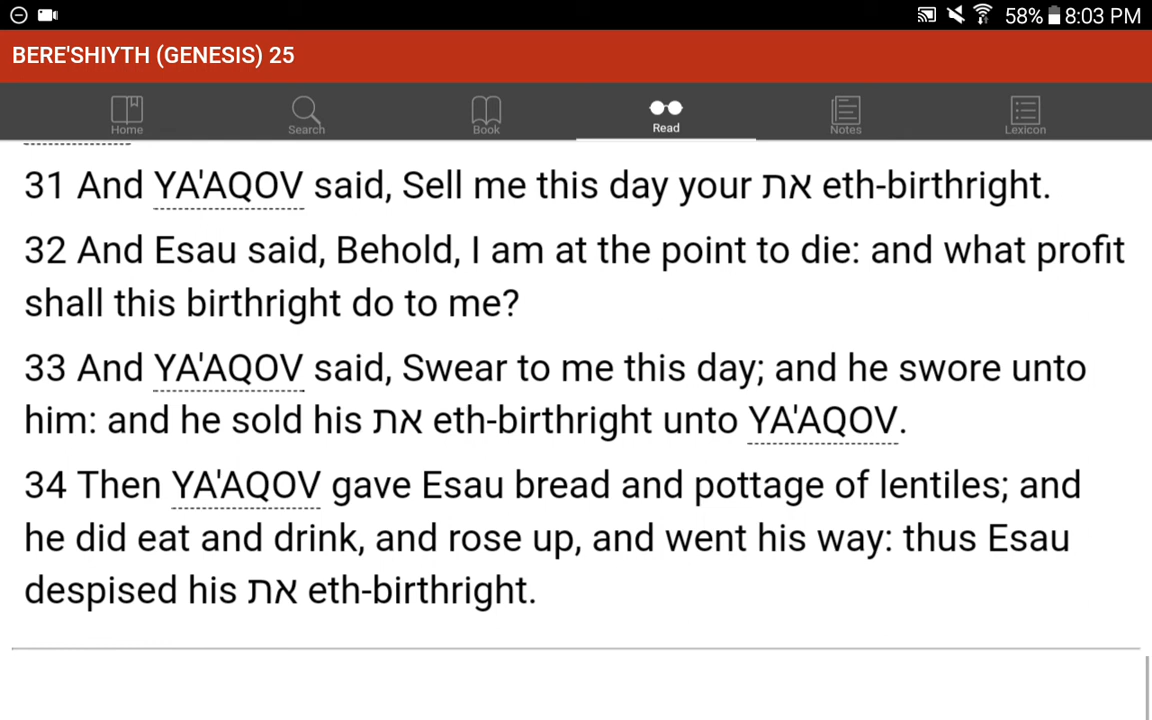 58% 8:03 PM
BERE'SHIYTH (GENESIS) 25
Home Search Book Read Notes Lexicon
31 And YA'AQOV said, Sell me this day your את eth-birthright.
32 And Esau said, Behold, I am at the point to die: and what profit
shall this birthright do to me?
33 And YA'AQOV said, Swear to me this day; and he swore unto
him: and he sold his את eth-birthright unto YA'AQOV.
34 Then YA'AQOV gave Esau bread and pottage of lentiles; and
he did eat and drink, and rose up, and went his way: thus Esau
despised his את eth-birthright.